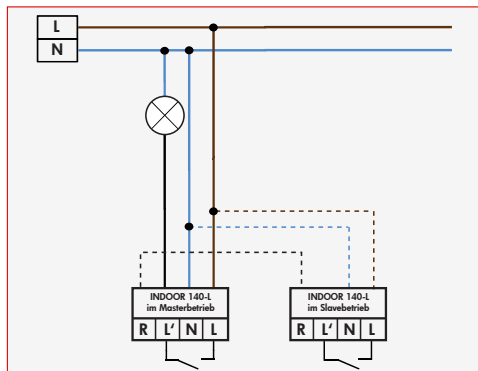 L
N
INDOOR 140-L
im Masterbetrieb
R L‘ N L
INDOOR 140-L
im Slavebetrieb
R L‘ N L